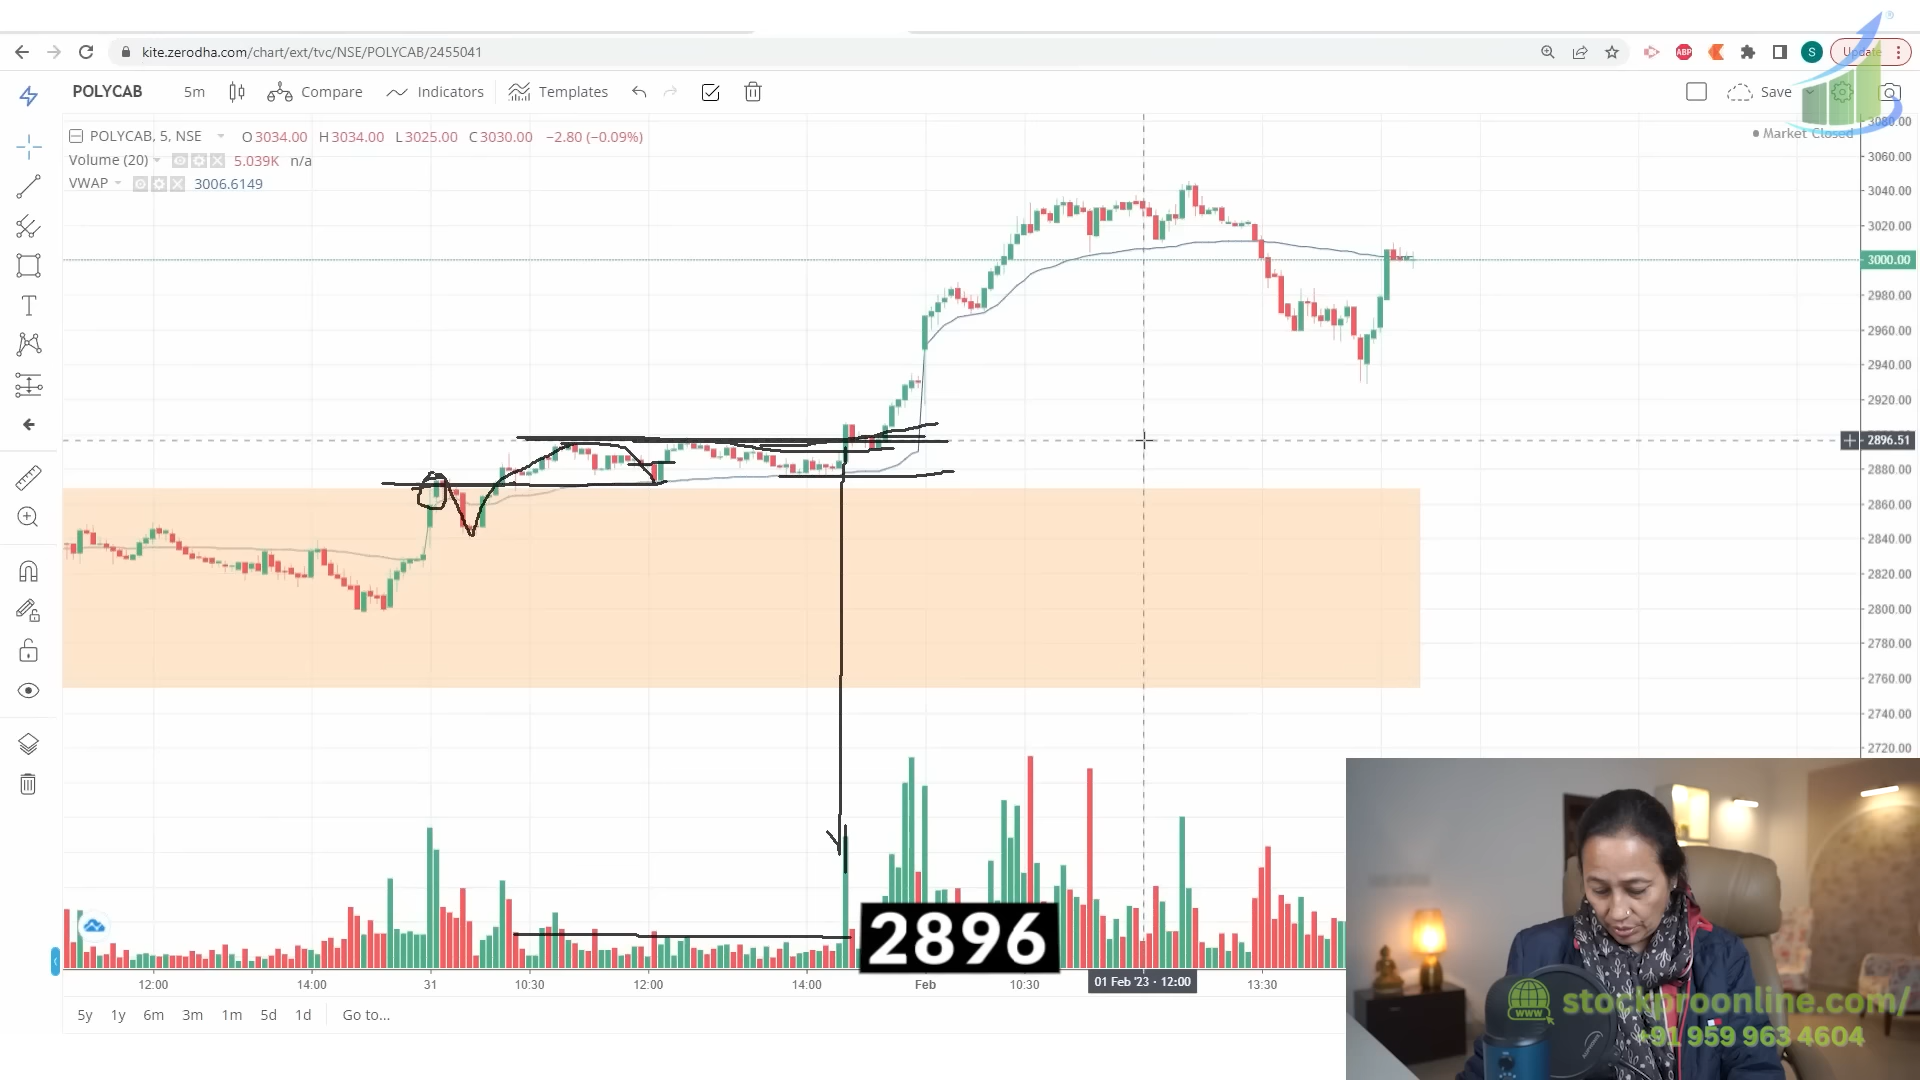 kite.zerodha.com/chart/ext/tvc/NSE/POLYCAB/2455041
ABP
S
Update
®
POLYCAB 5m Compare Indicators Templates Save
POLYCAB, 5, NSE O3034.00 H3034.00 L3025.00 C3030.00 −2.80 (−0.09%)
Market Closed
Volume (20) 5.039K n/a
VWAP 3006.6149
3080.00
3060.00
3040.00
3020.00
3000.00
2980.00
2960.00
2940.00
2920.00
2896.51
2880.00
2860.00
2840.00
2820.00
2800.00
2780.00
2760.00
2740.00
2720.00
2896
12:00 14:00 31 10:30 12:00 14:00 Feb 10:30 01 Feb '23 · 12:00 13:30
5y 1y 6m 3m 1m 5d 1d Go to...
www
stockproonline.com/
+91 959 963 4604